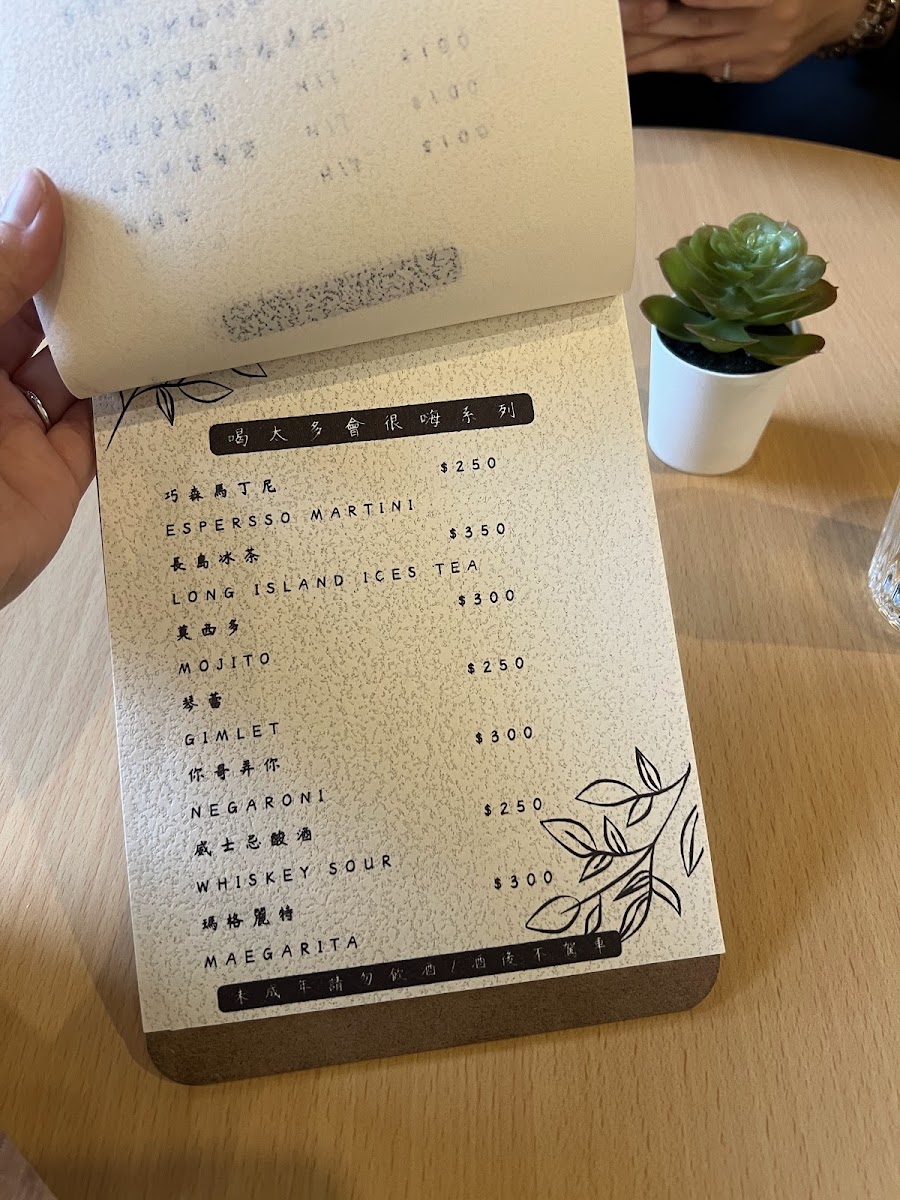 喝太多會很嗨系列
巧森馬丁尼 $250
ESPERSSO MARTINI
長島冰茶 $350
LONG ISLAND ICES TEA
莫西多 $300
MOJITO
琴蕾 $250
GIMLET
你哥弄你 $300
NEGARONI
威士忌酸酒 $250
WHISKEY SOUR
瑪格麗特 $300
MAEGARITA
未成年請勿飲酒/酒後不駕車